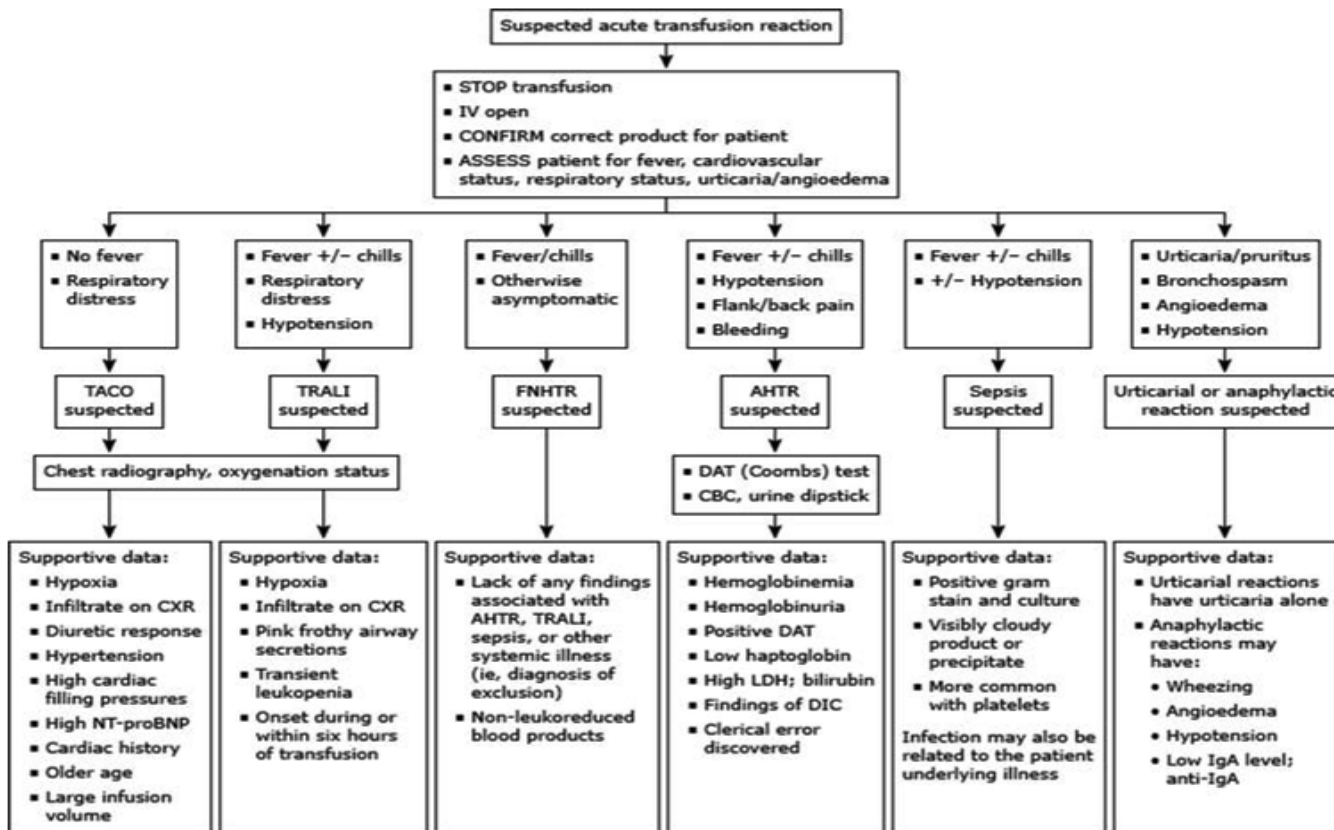 Suspected acute transfusion reaction
▪ STOP transfusion
▪ IV open
▪ CONFIRM correct product for patient
▪ ASSESS patient for fever, cardiovascular
status, respiratory status, urticaria/angioedema
▪ No fever
▪ Respiratory
distress
▪ Fever +/– chills
▪ Respiratory
distress
▪ Hypotension
▪ Fever/chills
▪ Otherwise
asymptomatic
▪ Fever +/– chills
▪ Hypotension
▪ Flank/back pain
▪ Bleeding
▪ Fever +/– chills
▪ +/– Hypotension
▪ Urticaria/pruritus
▪ Bronchospasm
▪ Angioedema
▪ Hypotension
TACO
suspected
TRALI
suspected
FNHTR
suspected
AHTR
suspected
Sepsis
suspected
Urticarial or anaphylactic
reaction suspected
Chest radiography, oxygenation status
▪ DAT (Coombs) test
▪ CBC, urine dipstick
Supportive data:
▪ Hypoxia
▪ Infiltrate on CXR
▪ Diuretic response
▪ Hypertension
▪ High cardiac
filling pressures
▪ High NT-proBNP
▪ Cardiac history
▪ Older age
▪ Large infusion
volume
Supportive data:
▪ Hypoxia
▪ Infiltrate on CXR
▪ Pink frothy airway
secretions
▪ Transient
leukopenia
▪ Onset during or
within six hours
of transfusion
Supportive data:
▪ Lack of any findings
associated with
AHTR, TRALI,
sepsis, or other
systemic illness
(ie, diagnosis of
exclusion)
▪ Non-leukoreduced
blood products
Supportive data:
▪ Hemoglobinemia
▪ Hemoglobinuria
▪ Positive DAT
▪ Low haptoglobin
▪ High LDH; bilirubin
▪ Findings of DIC
▪ Clerical error
discovered
Supportive data:
▪ Positive gram
stain and culture
▪ Visibly cloudy
product or
precipitate
▪ More common
with platelets
Infection may also be
related to the patient
underlying illness
Supportive data:
▪ Urticarial reactions
have urticaria alone
▪ Anaphylactic
reactions may
have:
• Wheezing
• Angioedema
• Hypotension
• Low IgA level;
anti-IgA